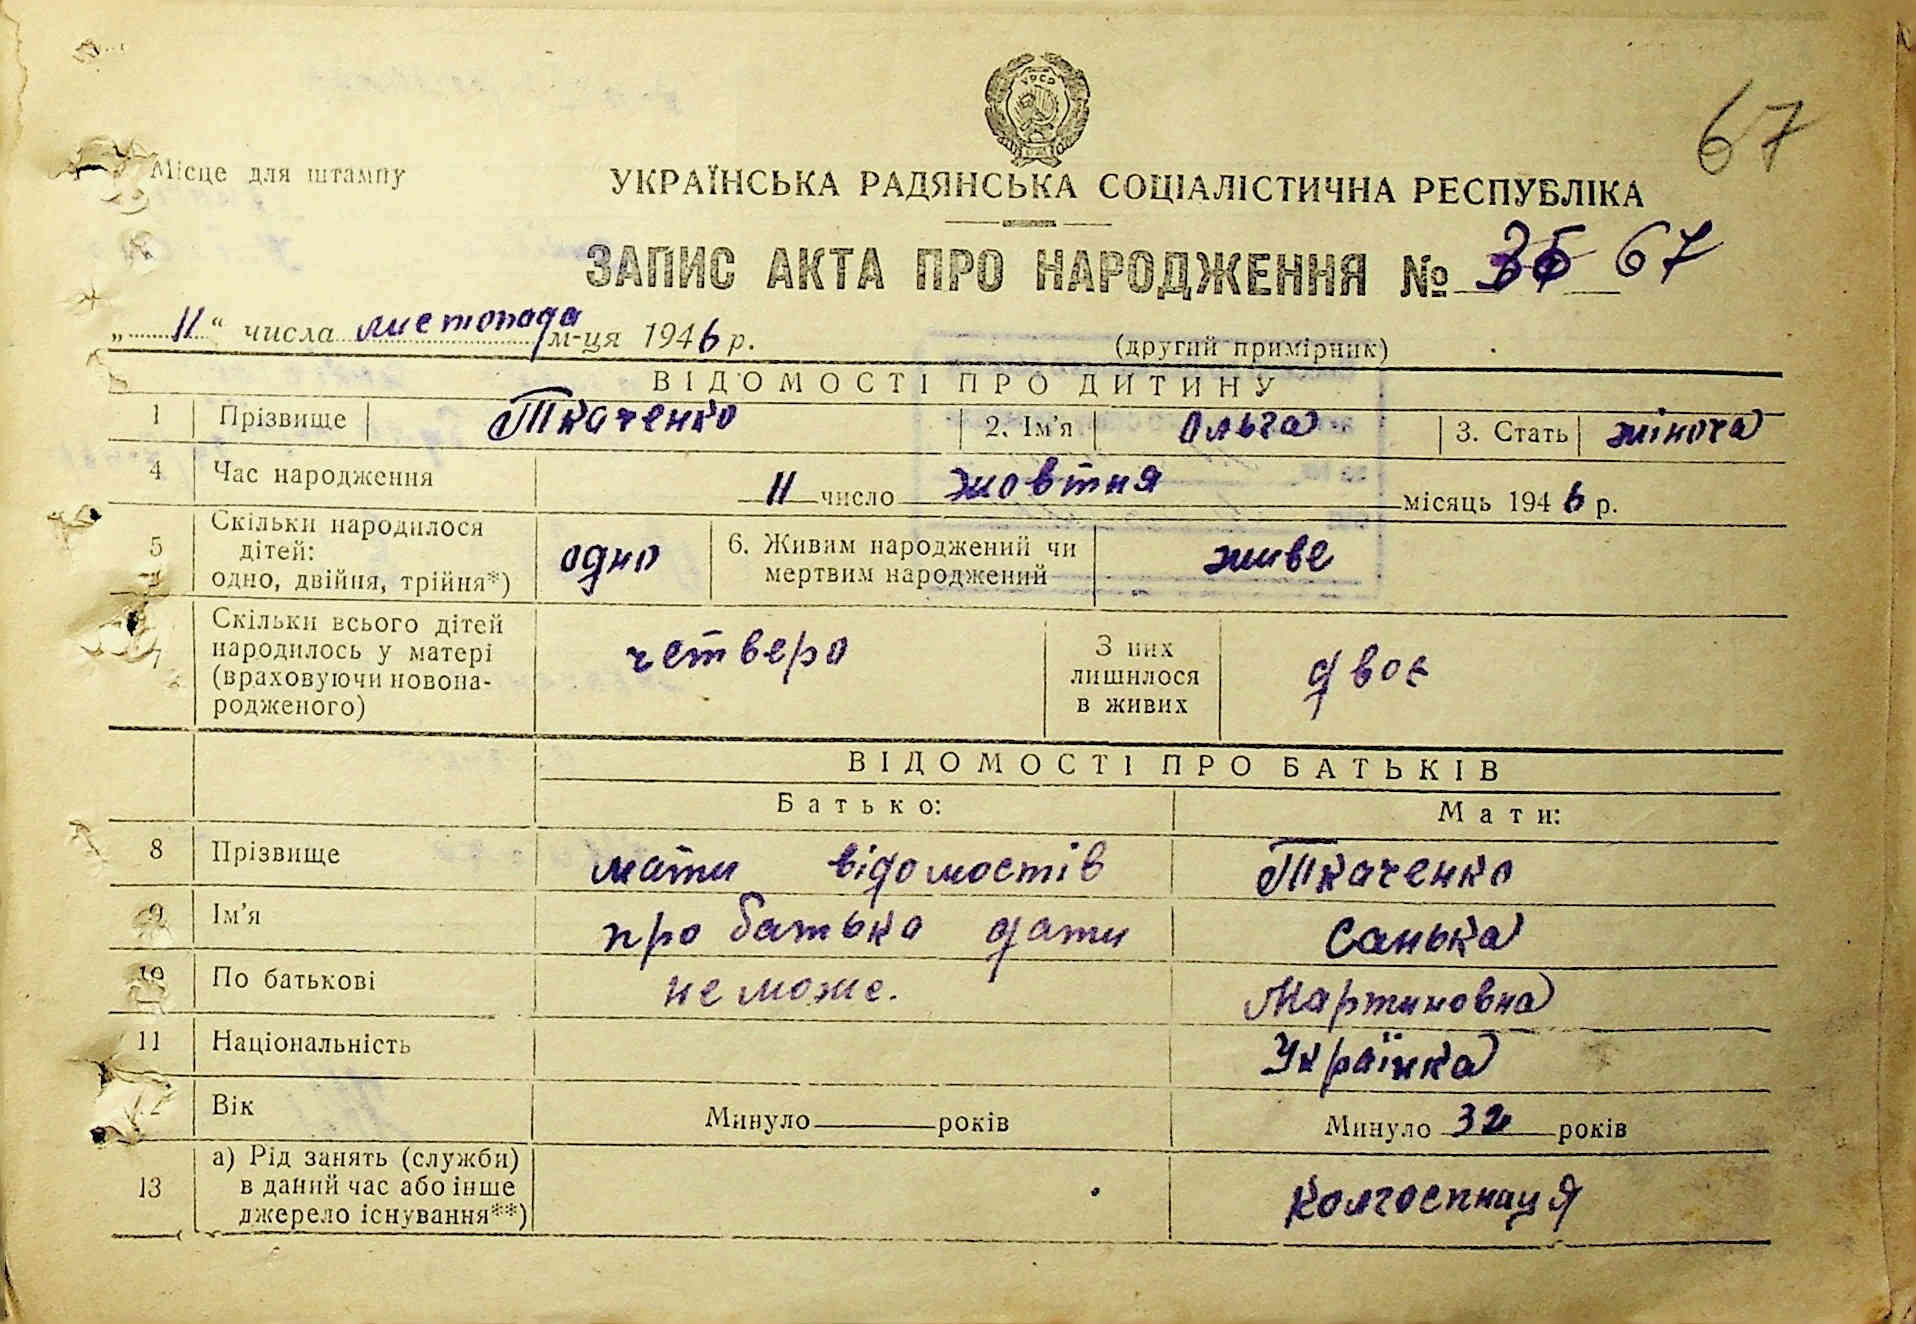 67
Місце для штампу
УКРАЇНСЬКА РАДЯНСЬКА СОЦІАЛІСТИЧНА РЕСПУБЛІКА
ЗАПИС АКТА ПРО НАРОДЖЕННЯ № 67
„11“ числа листопада м-ця 1946 р.
(другий примірник)
ВІДОМОСТІ ПРО ДИТИНУ
1 Прізвище Ткаченко 2. Ім'я Ольга 3. Стать жіноча
4 Час народження 11 число жовтня місяць 1946 р.
5 Скільки народилося дітей: одно, двійня, трійня*) одно 6. Живим народжений чи мертвим народжений живе
7 Скільки всього дітей народилось у матері (враховуючи новонародженого) четверо З них лишилося в живих двоє
ВІДОМОСТІ ПРО БАТЬКІВ
Батько: Мати:
8 Прізвище мати відомостів Ткаченко
9 Ім'я про батька дати Санька
10 По батькові не може. Мартиновна
11 Національність Українка
12 Вік Минуло років Минуло 32 років
13 а) Рід занять (служби) в даний час або інше джерело існування**) Колгоспниця